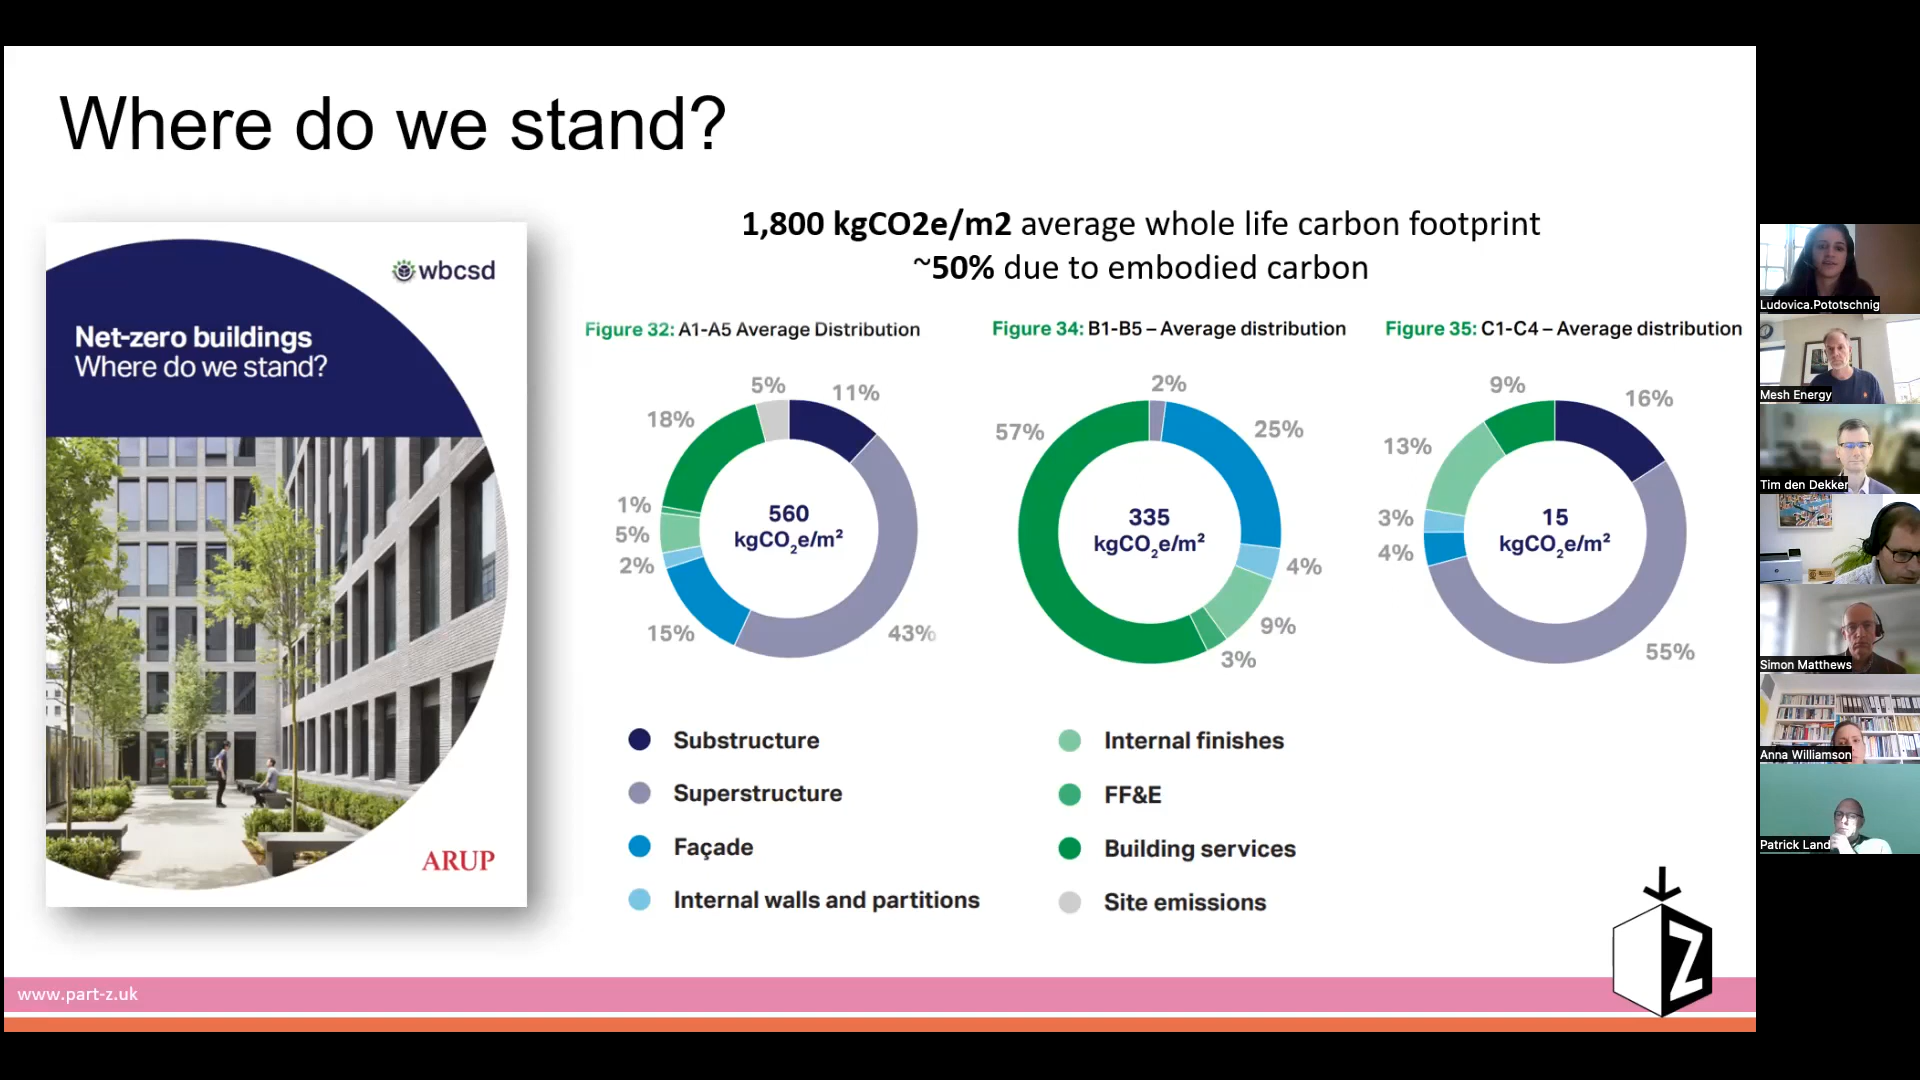 Where do we stand?
wbcsd
Net-zero buildings
Where do we stand?
ARUP
1,800 kgCO2e/m2 average whole life carbon footprint
~50% due to embodied carbon
Figure 32: A1-A5 Average Distribution
5%
11%
18%
1%
5%
2%
15%
43%
560
kgCO₂e/m²
Figure 34: B1-B5 – Average distribution
2%
57%
25%
4%
9%
3%
335
kgCO₂e/m²
Figure 35: C1-C4 – Average distribution
9%
16%
13%
3%
4%
55%
15
kgCO₂e/m²
Substructure
Superstructure
Façade
Internal walls and partitions
Internal finishes
FF&E
Building services
Site emissions
www.part-z.uk
Z
Ludovica.Pototschnig
Mesh Energy
Tim den Dekker
Simon Matthews
Anna Williamson
Patrick Land